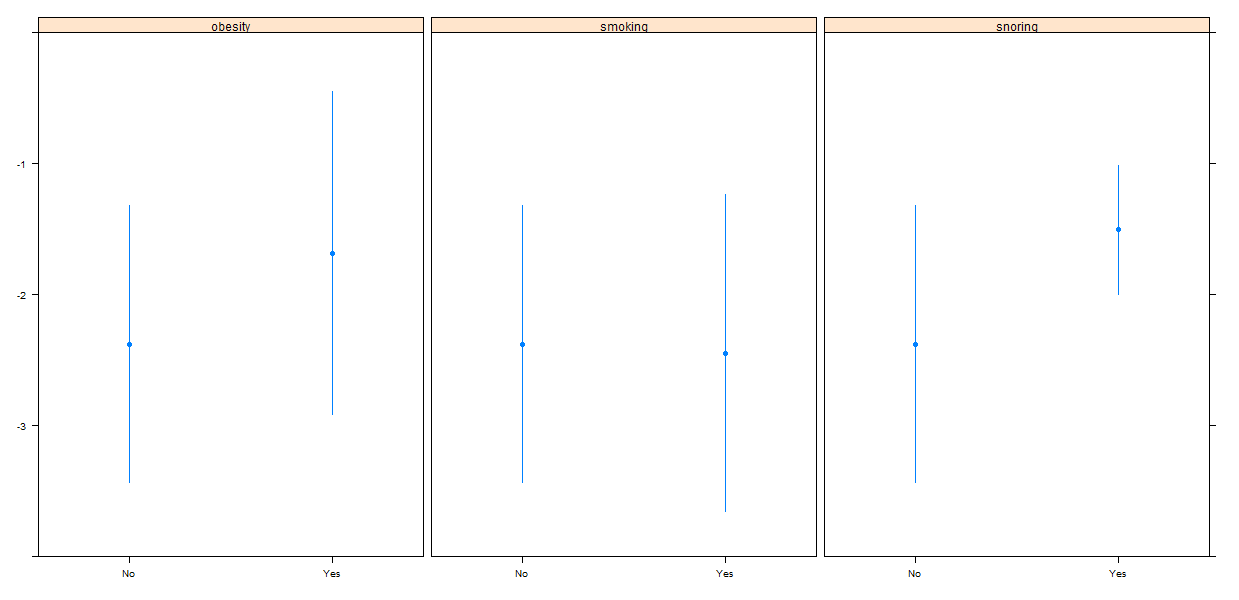 obesity smoking snoring
-1
-2
-3
No Yes No Yes No Yes